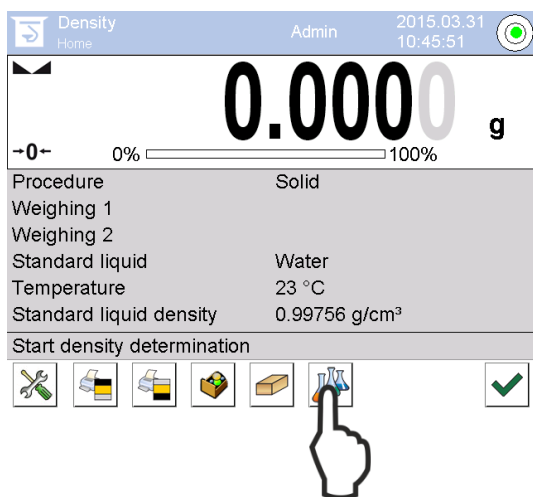 Density
Home
Admin
2015.03.31
10:45:51
0.0000 g
→0←
0% 100%
Procedure Solid
Weighing 1
Weighing 2
Standard liquid Water
Temperature 23 °C
Standard liquid density 0.99756 g/cm³
Start density determination